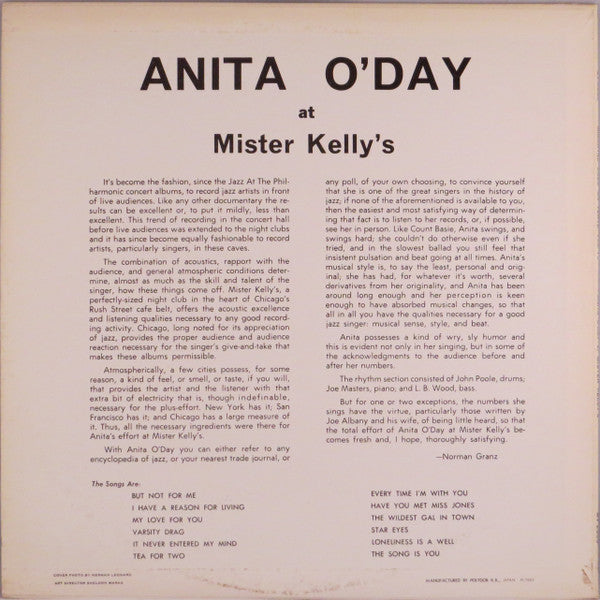 ANITA O'DAY
at
Mister Kelly's
It's become the fashion, since the Jazz At The Phil-
harmonic concert albums, to record jazz artists in front
of live audiences. Like any other documentary the re-
sults can be excellent or, to put it mildly, less than
excellent. This trend of recording in the concert hall
before live audiences was extended to the night clubs
and it has since become equally fashionable to record
artists, particularly singers, in these caves.
The combination of acoustics, rapport with the
audience, and general atmospheric conditions deter-
mine, almost as much as the skill and talent of the
singer, how these things come off. Mister Kelly's, a
perfectly-sized night club in the heart of Chicago's
Rush Street cafe belt, offers the acoustic excellence
and listening qualities necessary to any good record-
ing activity. Chicago, long noted for its appreciation
of jazz, provides the proper audience and audience
reaction necessary for the singer's give-and-take that
makes these albums permissible.
Atmospherically, a few cities possess, for some
reason, a kind of feel, or smell, or taste, if you will,
that provides the artist and the listener with that
extra bit of electricity that is, though indefinable,
necessary for the plus-effort. New York has it; San
Francisco has it; and Chicago has a large measure of
it. Thus, all the necessary ingredients were there for
Anita's effort at Mister Kelly's.
With Anita O'Day you can either refer to any
encyclopedia of jazz, or your nearest trade journal, or
any poll, of your own choosing, to convince yourself
that she is one of the great singers in the history of
jazz; if none of the aforementioned is available to you,
then the easiest and most satisfying way of determin-
ing that fact is to listen to her records, or, if possible,
see her in person. Like Count Basie, Anita swings, and
swings hard; she couldn't do otherwise even if she
tried, and in the slowest ballad you still feel that
insistent pulsation and beat going at all times. Anita's
musical style is, to say the least, personal and orig-
inal; she has had, for whatever it's worth, several
derivatives from her originality, and Anita has been
around long enough and her perception is keen
enough to have absorbed musical changes, so that
all in all you have the qualities necessary for a good
jazz singer: musical sense, style, and beat.
Anita possesses a kind of wry, sly humor and
this is evident not only in her singing, but in some of
the acknowledgments to the audience before and
after her numbers.
The rhythm section consisted of John Poole, drums;
Joe Masters, piano; and L. B. Wood, bass.
But for one or two exceptions, the numbers she
sings have the virtue, particularly those written by
Joe Albany and his wife, of being little heard, so that
the total effort of Anita O'Day at Mister Kelly's be-
comes fresh and, I hope, thoroughly satisfying.
—Norman Granz
The Songs Are:
BUT NOT FOR ME
I HAVE A REASON FOR LIVING
MY LOVE FOR YOU
VARSITY DRAG
IT NEVER ENTERED MY MIND
TEA FOR TWO
EVERY TIME I'M WITH YOU
HAVE YOU MET MISS JONES
THE WILDEST GAL IN TOWN
STAR EYES
LONELINESS IS A WELL
THE SONG IS YOU
COVER PHOTO BY HERMAN LEONARD
ART DIRECTOR SHELDON MARKS
MANUFACTURED BY POLYDOR K.K., JAPAN